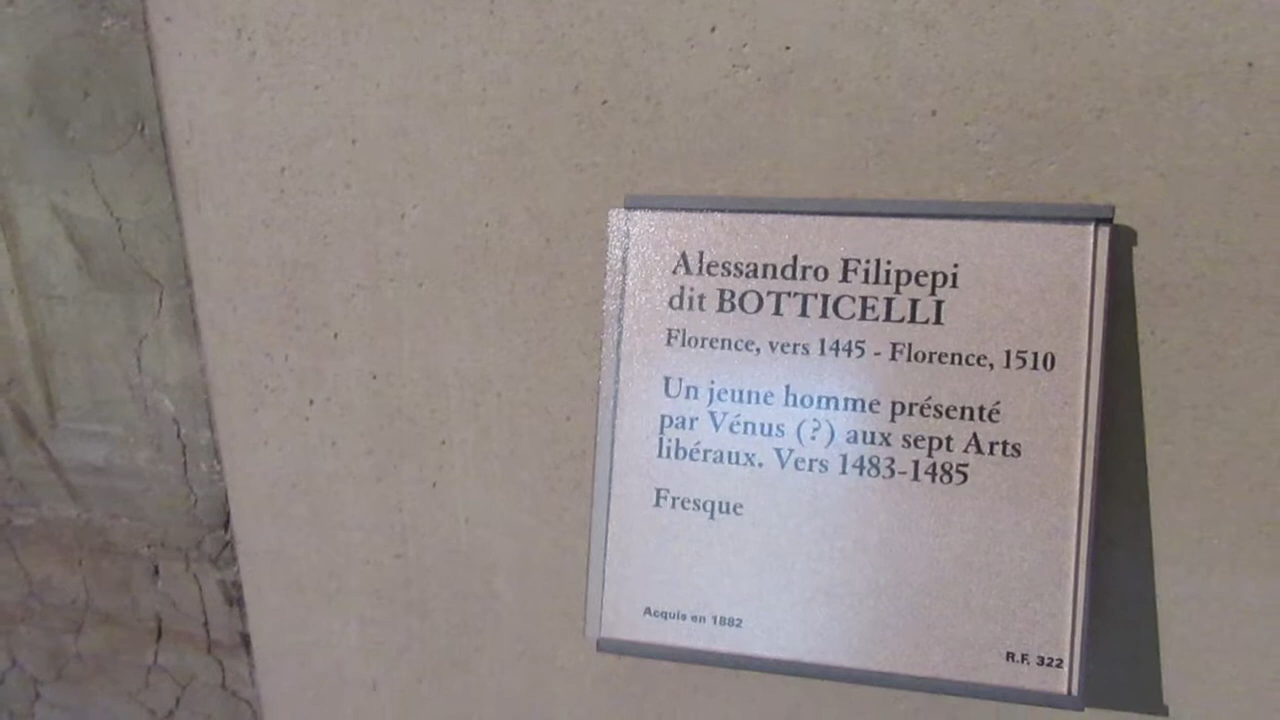 Alessandro Filipepi
dit BOTTICELLI
Florence, vers 1445 - Florence, 1510
Un jeune homme présenté
par Vénus (?) aux sept Arts
libéraux. Vers 1483-1485
Fresque
Acquis en 1882
R.F. 322